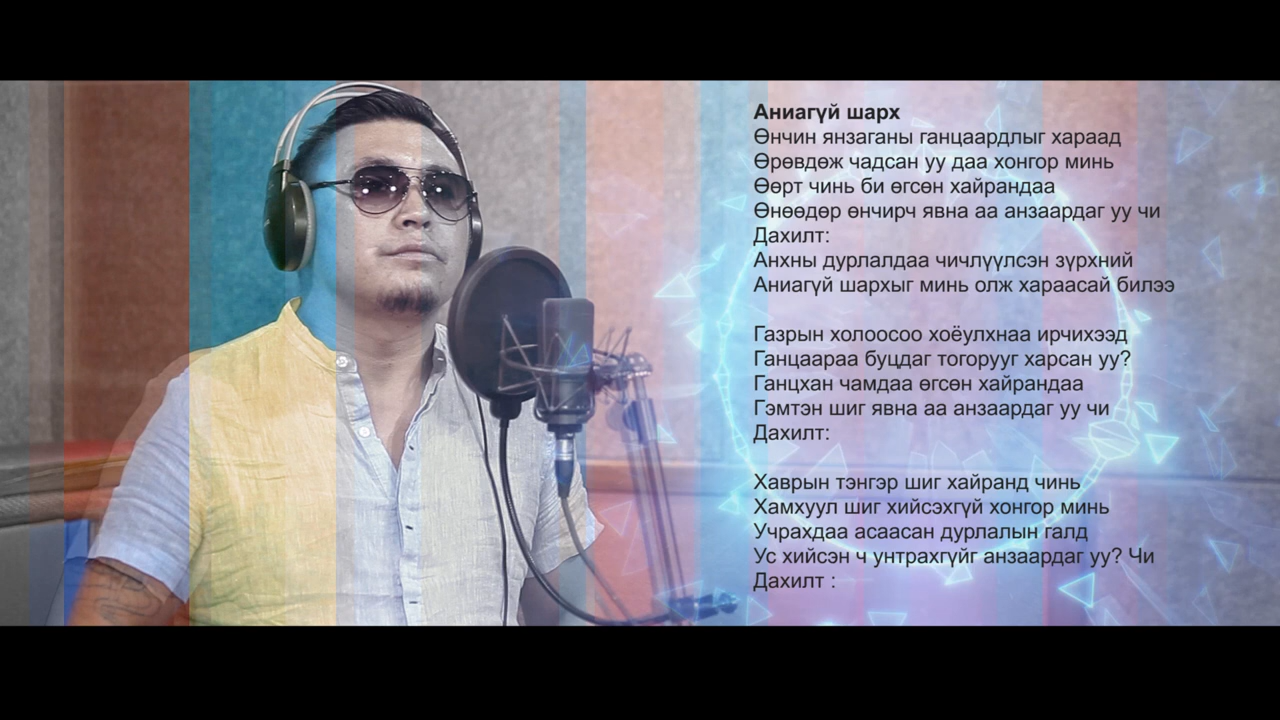 Аниагүй шарх
Өнчин янзаганы ганцаардлыг хараад
Өрөвдөж чадсан уу даа хонгор минь
Өөрт чинь би өгсөн хайрандаа
Өнөөдөр өнчирч явна аа анзаардаг уу чи
Дахилт:
Анхны дурлалдаа чичлүүлсэн зүрхний
Аниагүй шархыг минь олж хараасай билээ
Газрын холоосоо хоёулхнаа ирчихээд
Ганцаараа буцдаг тогорууг харсан уу?
Ганцхан чамдаа өгсөн хайрандаа
Гэмтэн шиг явна аа анзаардаг уу чи
Дахилт:
Хаврын тэнгэр шиг хайранд чинь
Хамхуул шиг хийсэхгүй хонгор минь
Учрахдаа асаасан дурлалын галд
Ус хийсэн ч унтрахгүйг анзаардаг уу? Чи
Дахилт :